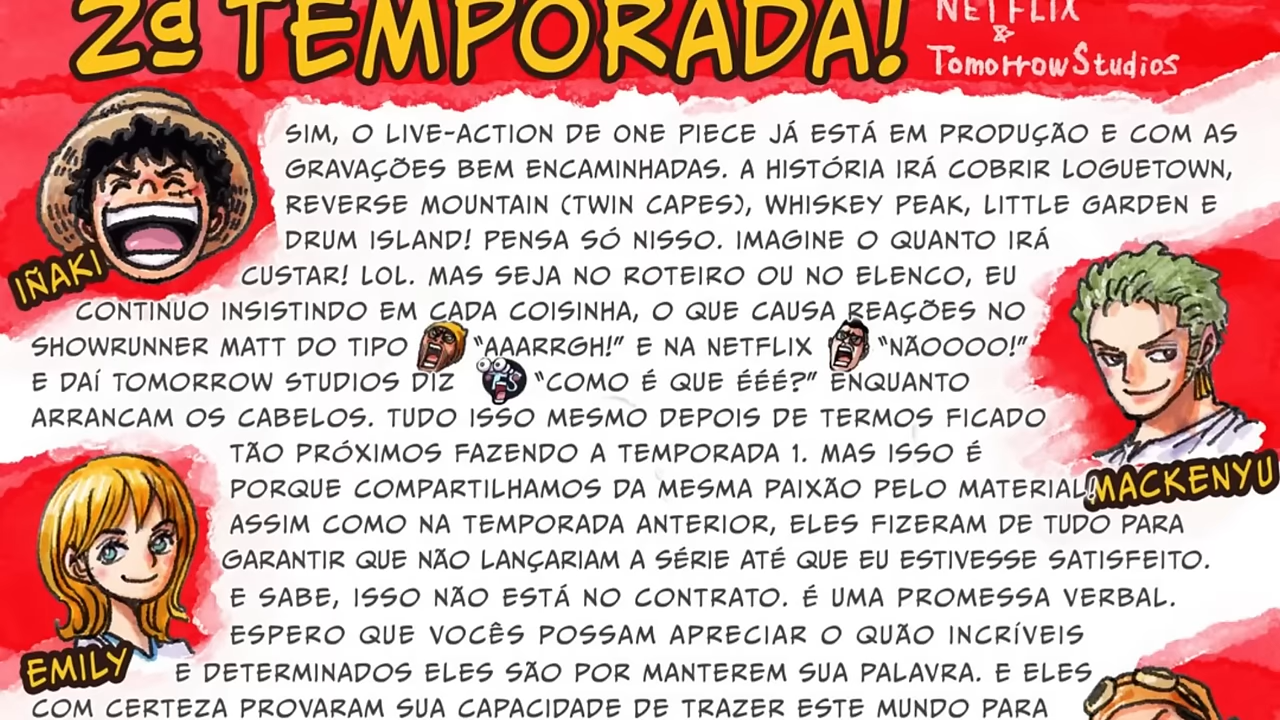 2ª TEMPORADA!
NETFLIX
&
Tomorrow Studios
SIM, O LIVE-ACTION DE ONE PIECE JÁ ESTÁ EM PRODUÇÃO E COM AS
GRAVAÇÕES BEM ENCAMINHADAS. A HISTÓRIA IRÁ COBRIR LOGUETOWN,
REVERSE MOUNTAIN (TWIN CAPES), WHISKEY PEAK, LITTLE GARDEN E
DRUM ISLAND! PENSA SÓ NISSO. IMAGINE O QUANTO IRÁ
CUSTAR! LOL. MAS SEJA NO ROTEIRO OU NO ELENCO, EU
CONTINUO INSISTINDO EM CADA COISINHA, O QUE CAUSA REAÇÕES NO
SHOWRUNNER MATT DO TIPO "AAARRGH!" E NA NETFLIX "NÃOOOO!"
E DAÍ TOMORROW STUDIOS DIZ TS "COMO É QUE ÉÉÉ?" ENQUANTO
ARRANCAM OS CABELOS. TUDO ISSO MESMO DEPOIS DE TERMOS FICADO
TÃO PRÓXIMOS FAZENDO A TEMPORADA 1. MAS ISSO É
PORQUE COMPARTILHAMOS DA MESMA PAIXÃO PELO MATERIAL!
ASSIM COMO NA TEMPORADA ANTERIOR, ELES FIZERAM DE TUDO PARA
GARANTIR QUE NÃO LANÇARIAM A SÉRIE ATÉ QUE EU ESTIVESSE SATISFEITO.
E SABE, ISSO NÃO ESTÁ NO CONTRATO. É UMA PROMESSA VERBAL.
ESPERO QUE VOCÊS POSSAM APRECIAR O QUÃO INCRÍVEIS
E DETERMINADOS ELES SÃO POR MANTEREM SUA PALAVRA. E ELES
COM CERTEZA PROVARAM SUA CAPACIDADE DE TRAZER ESTE MUNDO PARA
IÑAKI
MACKENYU
EMILY